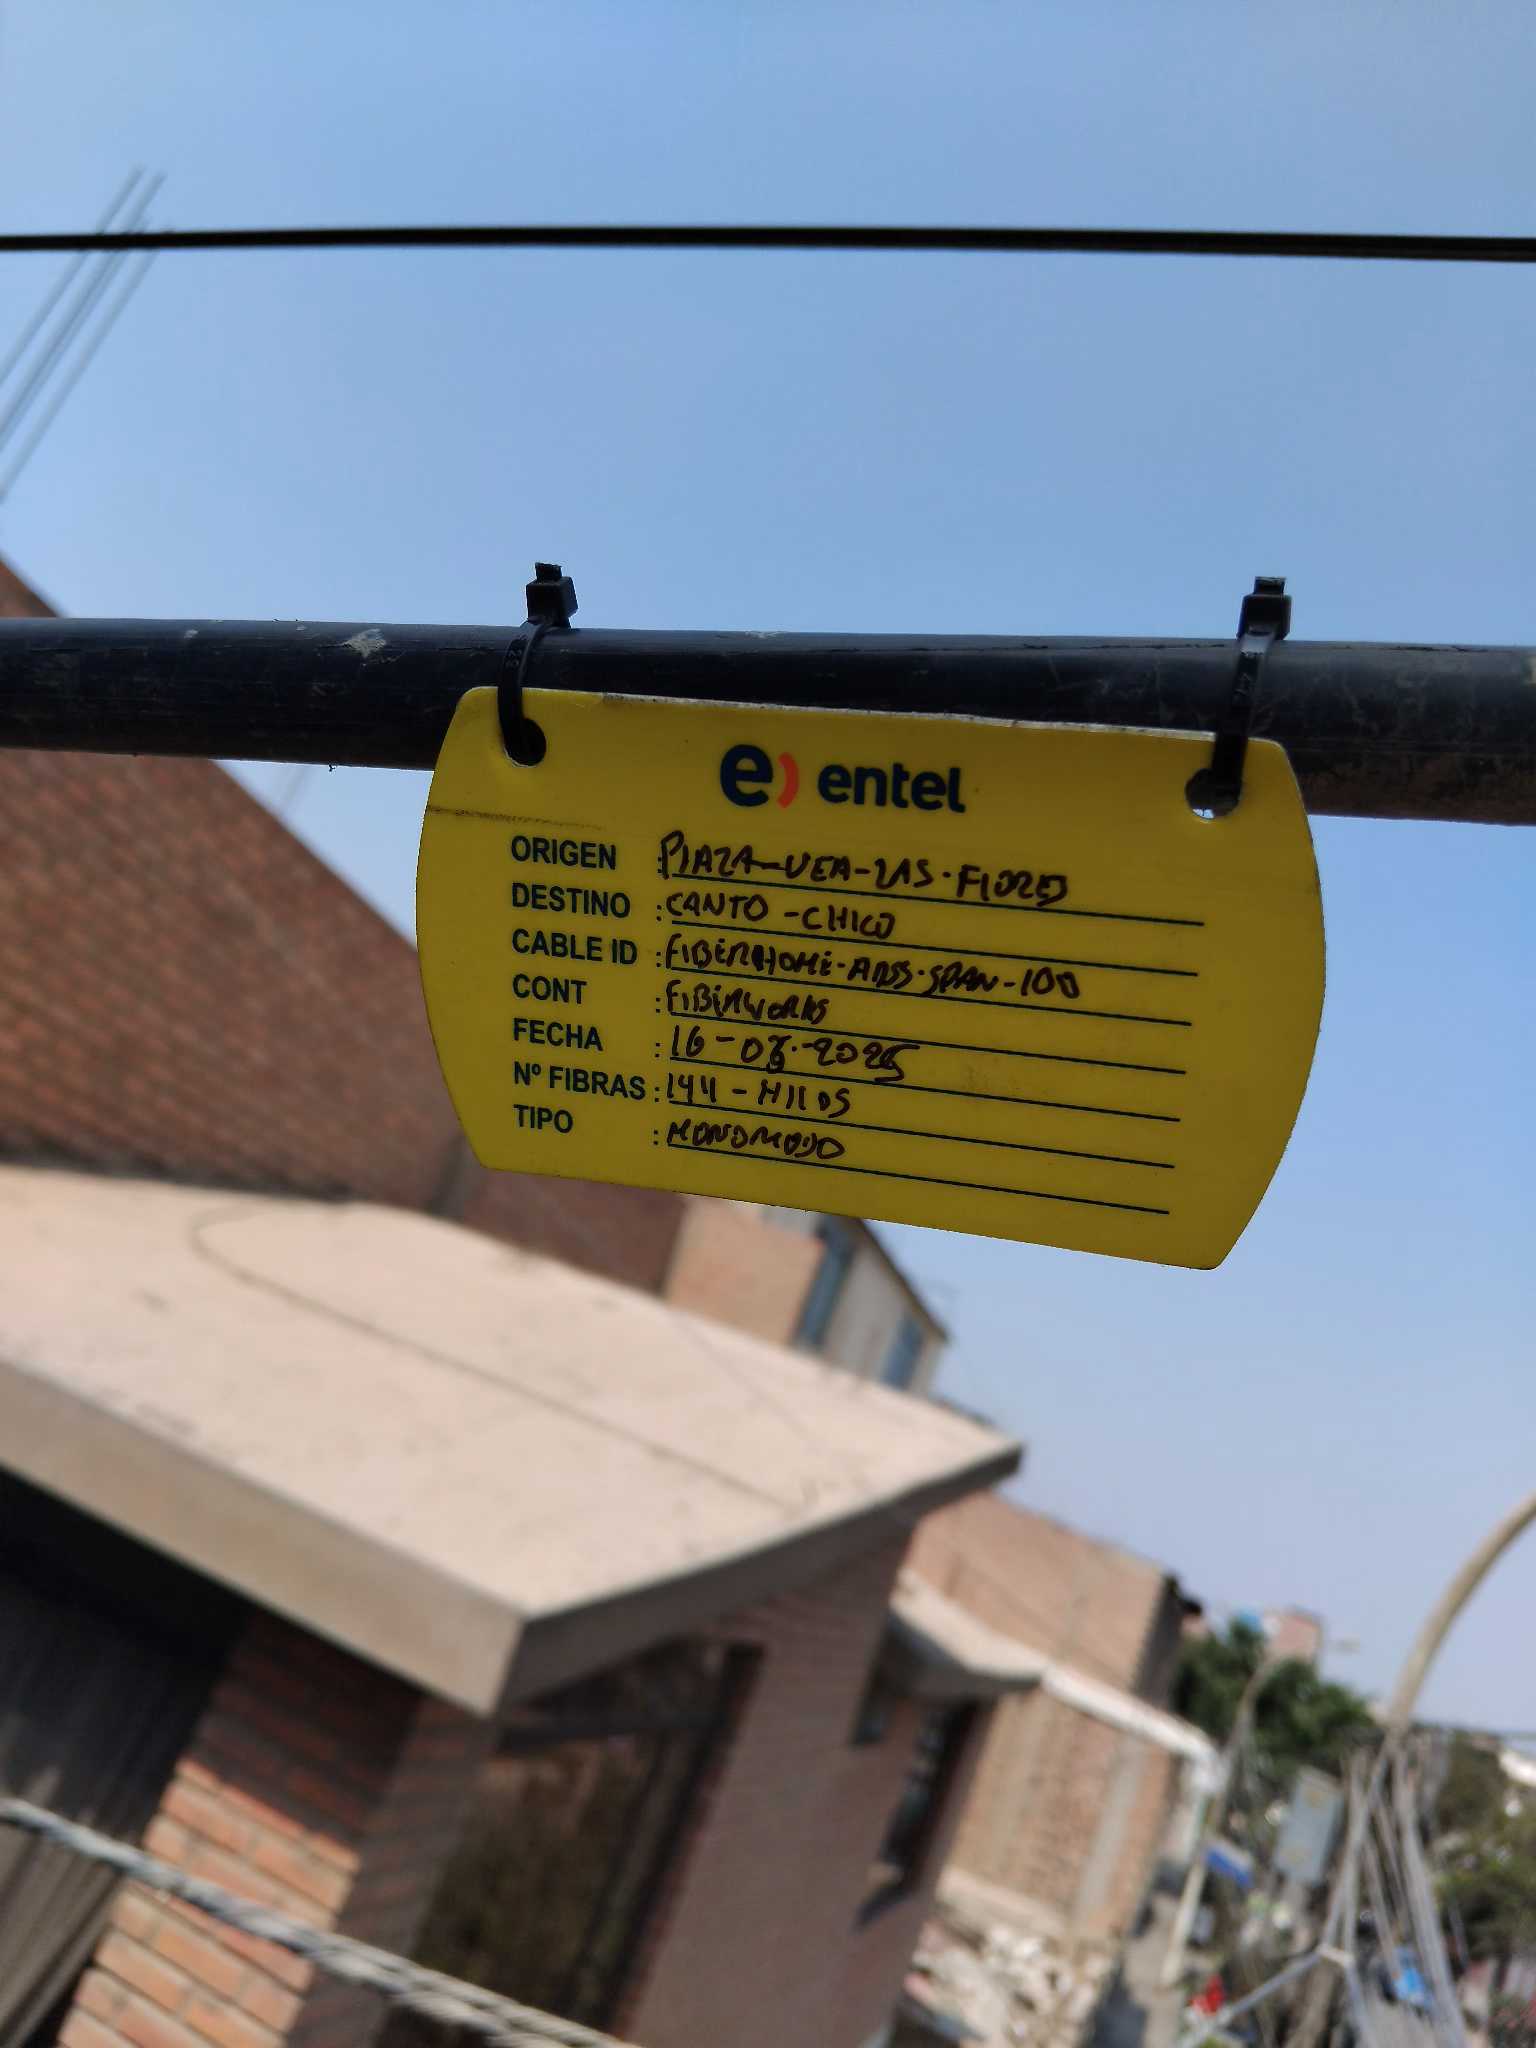 e) entel
ORIGEN : PLAZA-VEA-LAS-FLORES
DESTINO : CANTO-CHICO
CABLE ID : FIBERHOME-ADSS-SPAN-100
CONT : FIBERWORKS
FECHA : 16-08-2025
Nº FIBRAS : 144-HILOS
TIPO : MONOMODO